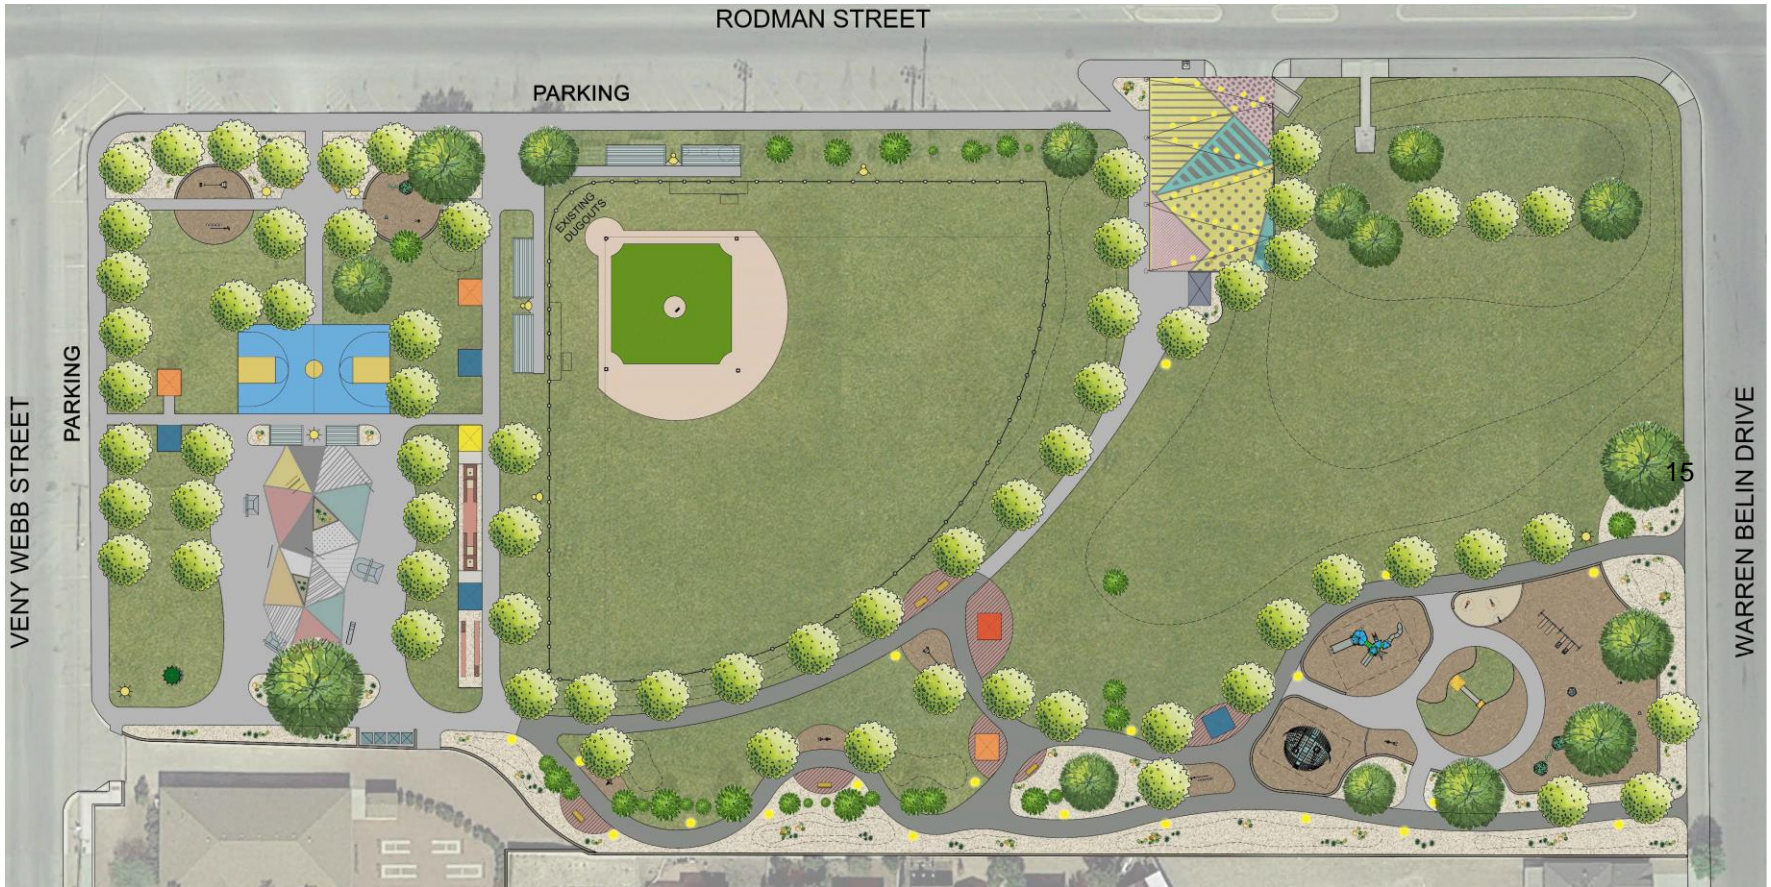 RODMAN STREET
PARKING
EXISTING
DUGOUTS
PARKING
VENY WEBB STREET
WARREN BELIN DRIVE
15